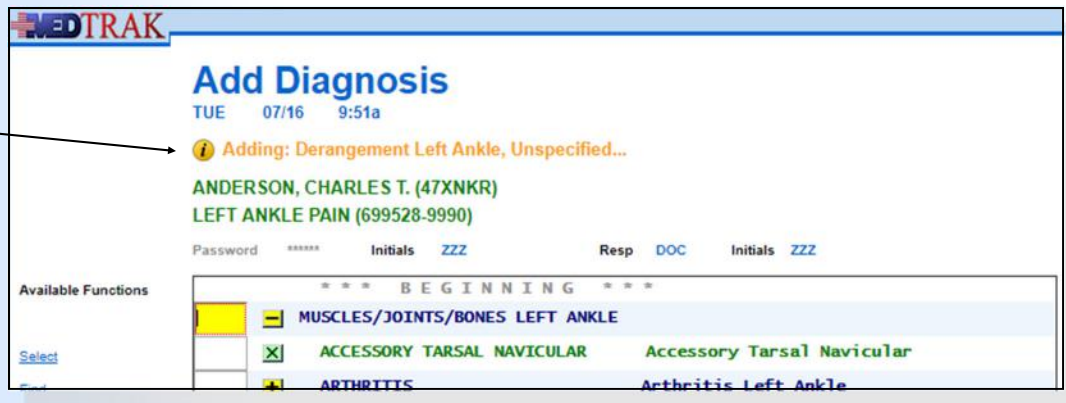 MEDTRAK
Add Diagnosis
TUE 07/16 9:51a
i Adding: Derangement Left Ankle, Unspecified...
ANDERSON, CHARLES T. (47XNKR)
LEFT ANKLE PAIN (699528-9990)
Password ****** Initials ZZZ Resp DOC Initials ZZZ
Available Functions
* * * B E G I N N I N G * * *
MUSCLES/JOINTS/BONES LEFT ANKLE
Select
ACCESSORY TARSAL NAVICULAR Accessory Tarsal Navicular
Find
ARTHRITIS Arthritis Left Ankle